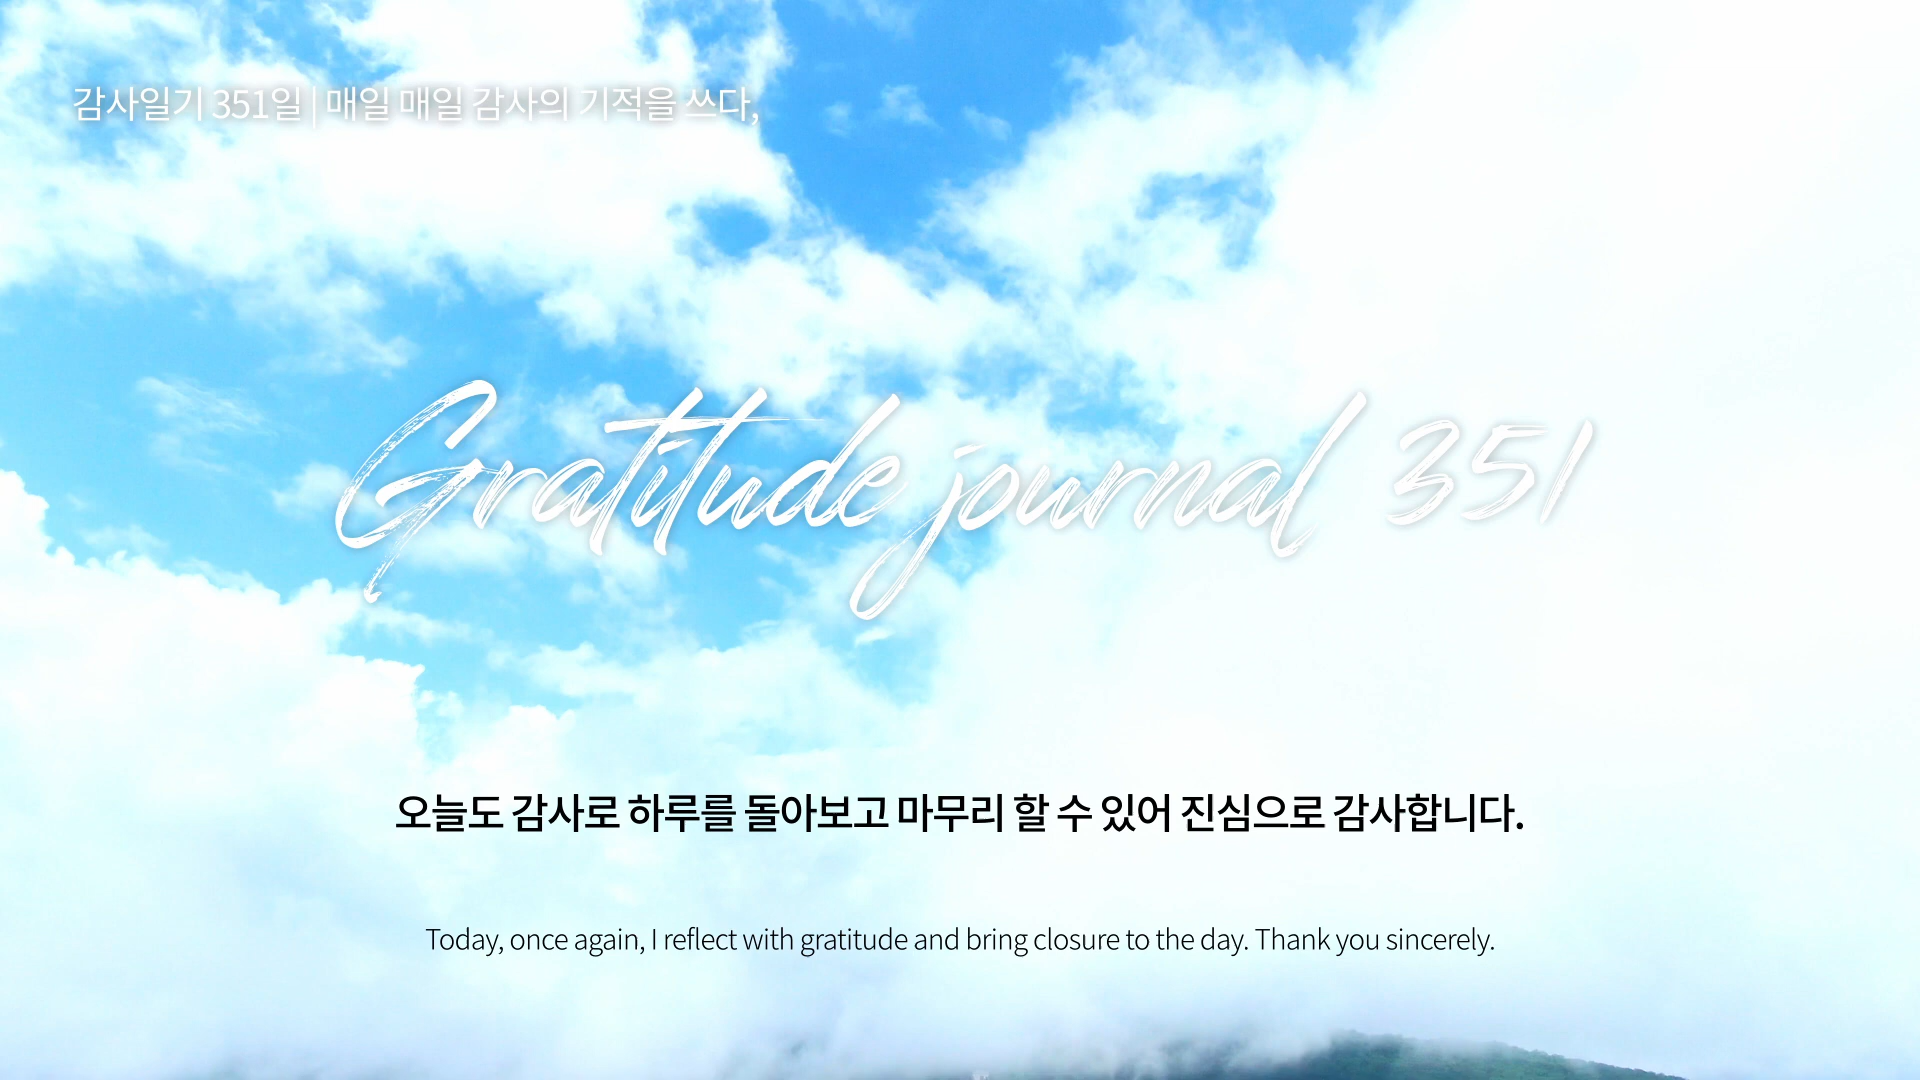 감사일기 351일 | 매일 매일 감사의 기적을 쓰다,
Gratitude journal 351
오늘도 감사로 하루를 돌아보고 마무리 할 수 있어 진심으로 감사합니다.
Today, once again, I reflect with gratitude and bring closure to the day. Thank you sincerely.